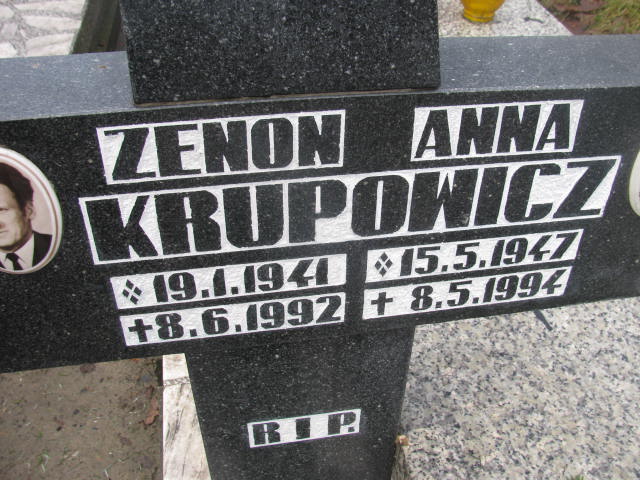 ZENON ANNA
KRUPOWICZ
19.1.1941 15.5.1947
+8.6.1992 +8.5.1994
R I P.